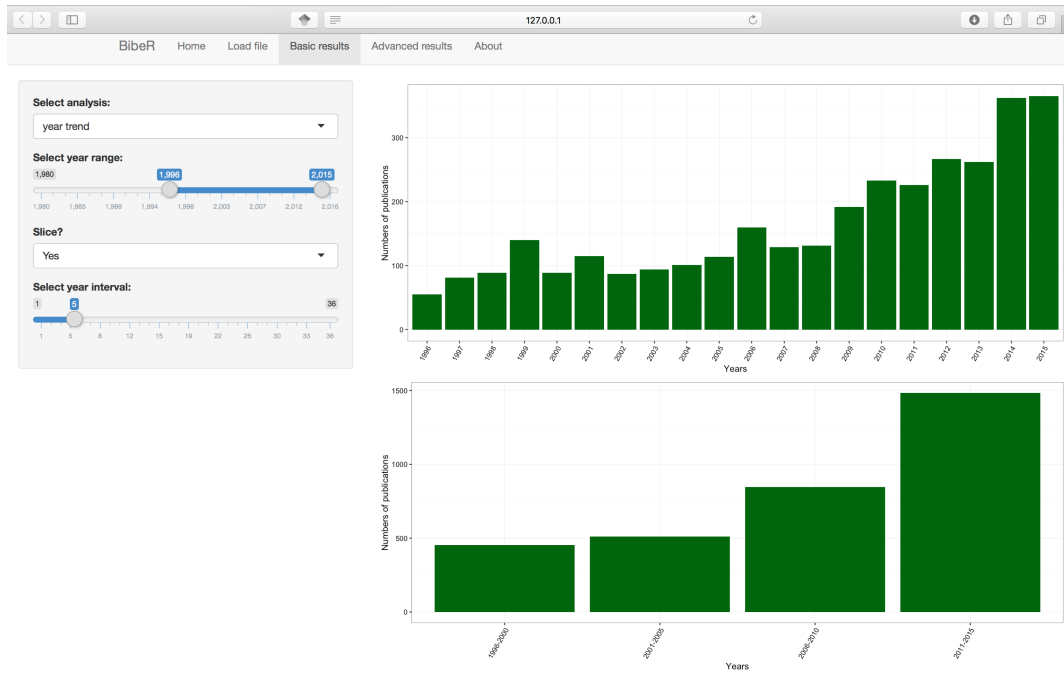 127.0.0.1
BibeR Home Load file Basic results Advanced results About
Select analysis:
year trend
Select year range:
1,980 1,996 2,015
1,980 1,985 1,989 1,994 1,998 2,003 2,007 2,012 2,016
Slice?
Yes
Select year interval:
1 5 36
1 5 8 12 15 19 22 26 30 33 36
Numbers of publications
300
200
100
0
1996 1997 1998 1999 2000 2001 2002 2003 2004 2005 2006 2007 2008 2009 2010 2011 2012 2013 2014 2015
Years
Numbers of publications
1500
1000
500
0
1996-2000 2001-2005 2006-2010 2011-2015
Years